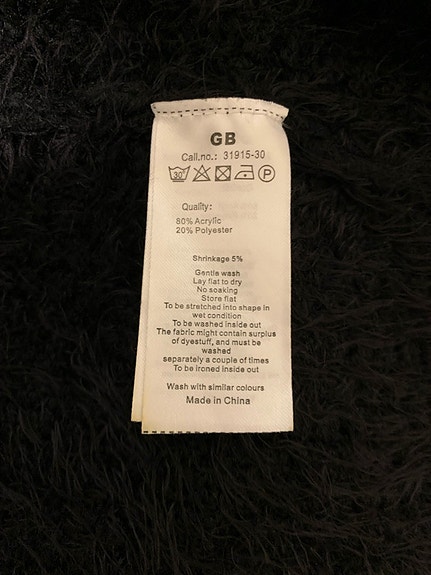 GB
Call.no.: 31915-30
30°
P
Quality:
80% Acrylic
20% Polyester
Shrinkage 5%
Gentle wash
Lay flat to dry
No soaking
Store flat
To be stretched into shape in
wet condition
To be washed inside out
The fabric might contain surplus
of dyestuff, and must be
washed
separately a couple of times
To be ironed inside out
Wash with similar colours
Made in China